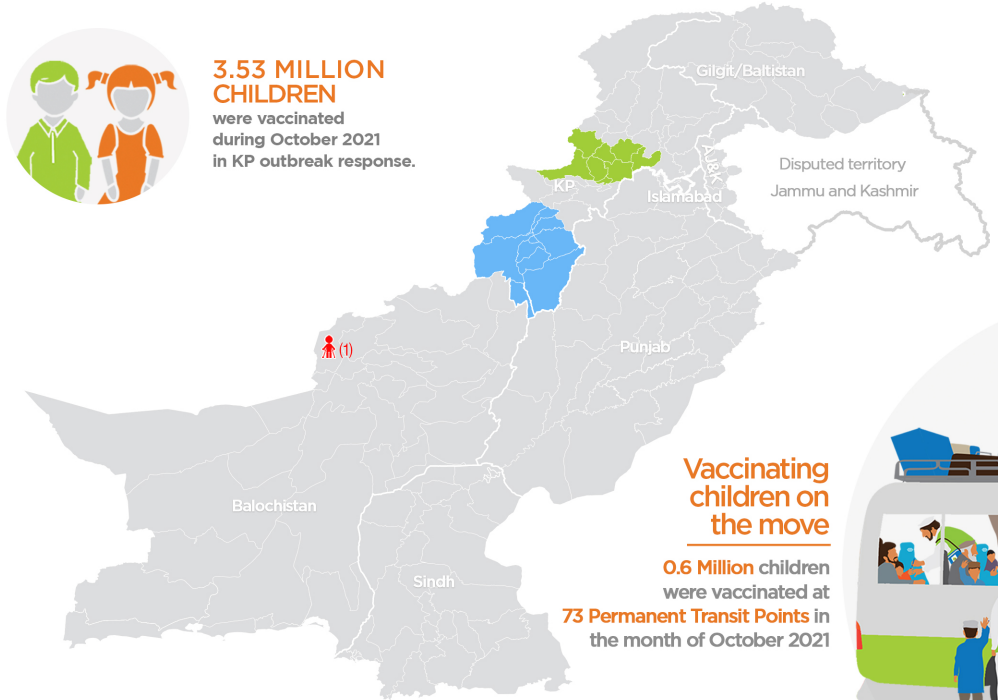 3.53 MILLION
CHILDREN
were vaccinated
during October 2021
in KP outbreak response.
Gilgit/Baltistan
AJ&K
Disputed territory
Jammu and Kashmir
KP
Islamabad
(1)
Punjab
Balochistan
Sindh
Vaccinating
children on
the move
0.6 Million children
were vaccinated at
73 Permanent Transit Points in
the month of October 2021